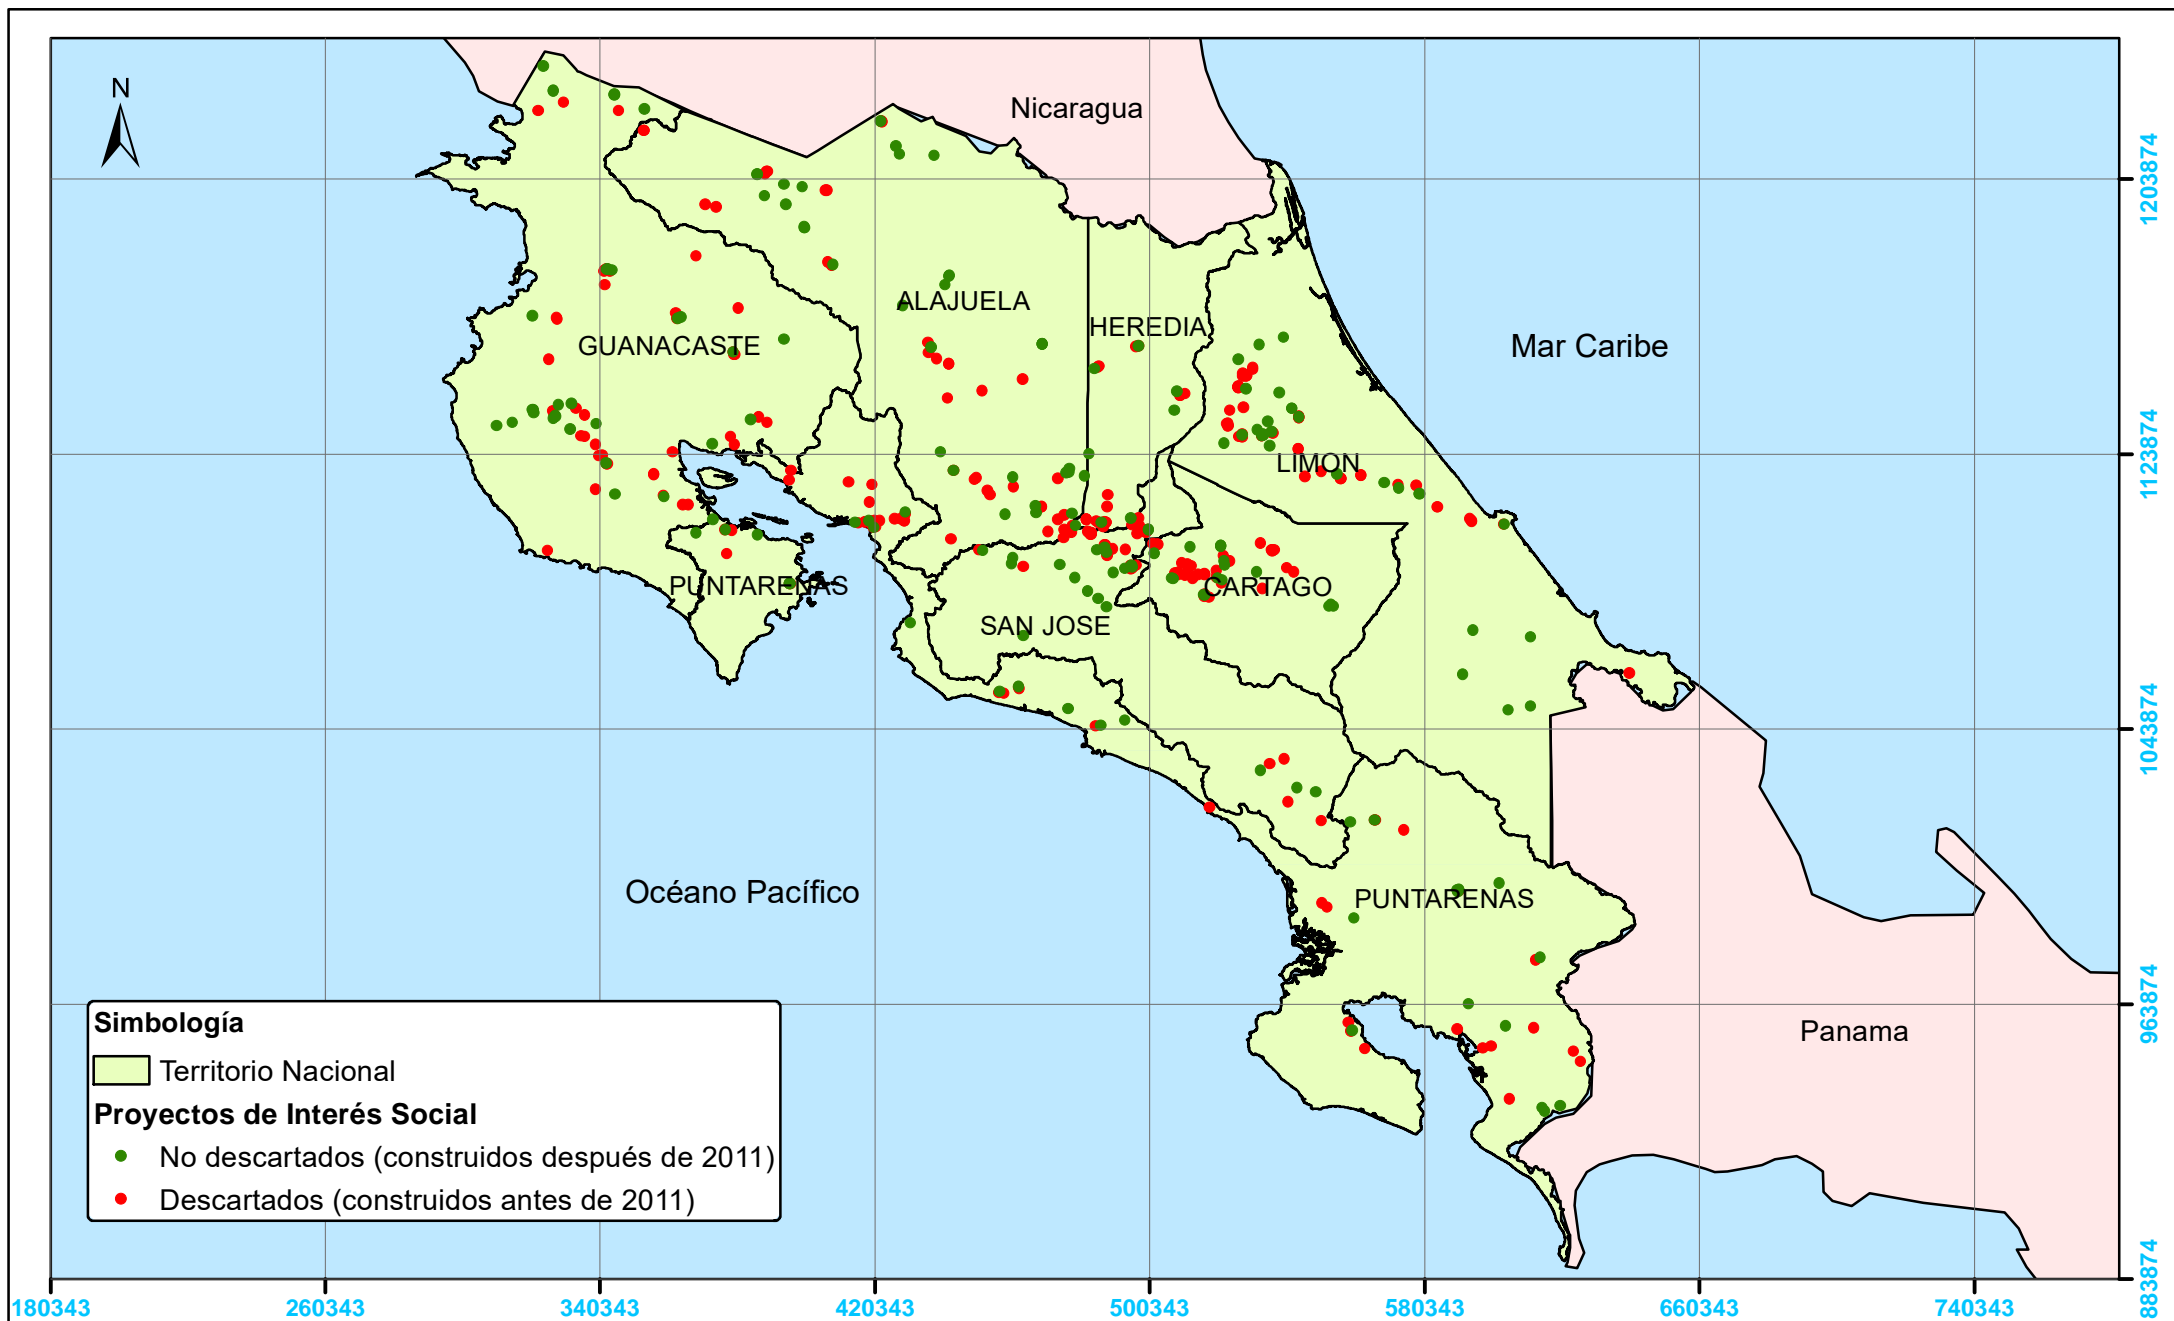 N
Nicaragua
1203874
ALAJUELA
HEREDIA
GUANACASTE
Mar Caribe
1123874
LIMON
PUNTARENAS
CARTAGO
SAN JOSE
1043874
Océano Pacífico
PUNTARENAS
963874
Panama
Simbología
Territorio Nacional
Proyectos de Interés Social
No descartados (construidos después de 2011)
Descartados (construidos antes de 2011)
883874
180343
260343
340343
420343
500343
580343
660343
740343